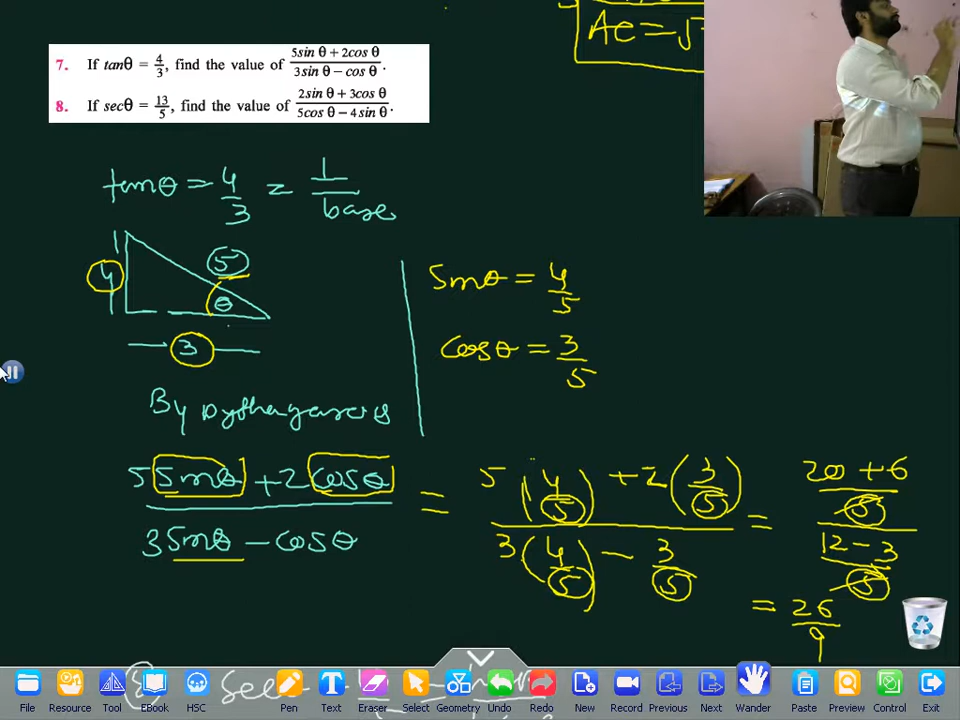 AC = √
7. If tanθ = 4/3, find the value of (5sin θ + 2cos θ)/(3sin θ − cos θ).
8. If secθ = 13/5, find the value of (2sin θ + 3cos θ)/(5cos θ − 4sin θ).
tanθ = 4/3 = 1/base
4 5 θ
3
sinθ = 4/5
cosθ = 3/5
By pythagoras
(5 sinθ + 2 cosθ)/(3 sinθ − cosθ) = (5(4/5) + 2(3/5))/(3(4/5) − 3/5) = ((20 + 6)/5)/((12 − 3)/5)
= 26/9
8 Sec
File Resource Tool EBook HSC Pen Text Eraser Select Geometry Undo Redo New Record Previous Next Wander Paste Preview Control Exit